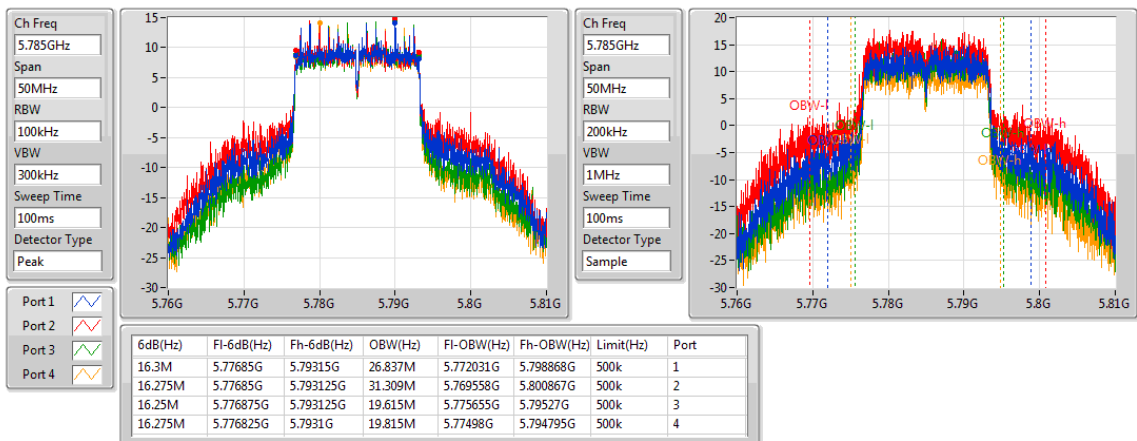 Ch Freq
5.785GHz
Span
50MHz
RBW
100kHz
VBW
300kHz
Sweep Time
100ms
Detector Type
Peak
15
10
5
0
-5
-10
-15
-20
-25
-30
5.76G 5.77G 5.78G 5.79G 5.8G 5.81G
Ch Freq
5.785GHz
Span
50MHz
RBW
200kHz
VBW
1MHz
Sweep Time
100ms
Detector Type
Sample
20
15
10
5
0
-5
-10
-15
-20
-25
-30
OBW-l
OBW-h
5.76G 5.77G 5.78G 5.79G 5.8G 5.81G
Port 1
Port 2
Port 3
Port 4
6dB(Hz) Fl-6dB(Hz) Fh-6dB(Hz) OBW(Hz) Fl-OBW(Hz) Fh-OBW(Hz) Limit(Hz) Port
16.3M 5.77685G 5.79315G 26.837M 5.772031G 5.798868G 500k 1
16.275M 5.77685G 5.793125G 31.309M 5.769558G 5.800867G 500k 2
16.25M 5.776875G 5.793125G 19.615M 5.775655G 5.79527G 500k 3
16.275M 5.776825G 5.7931G 19.815M 5.77498G 5.794795G 500k 4